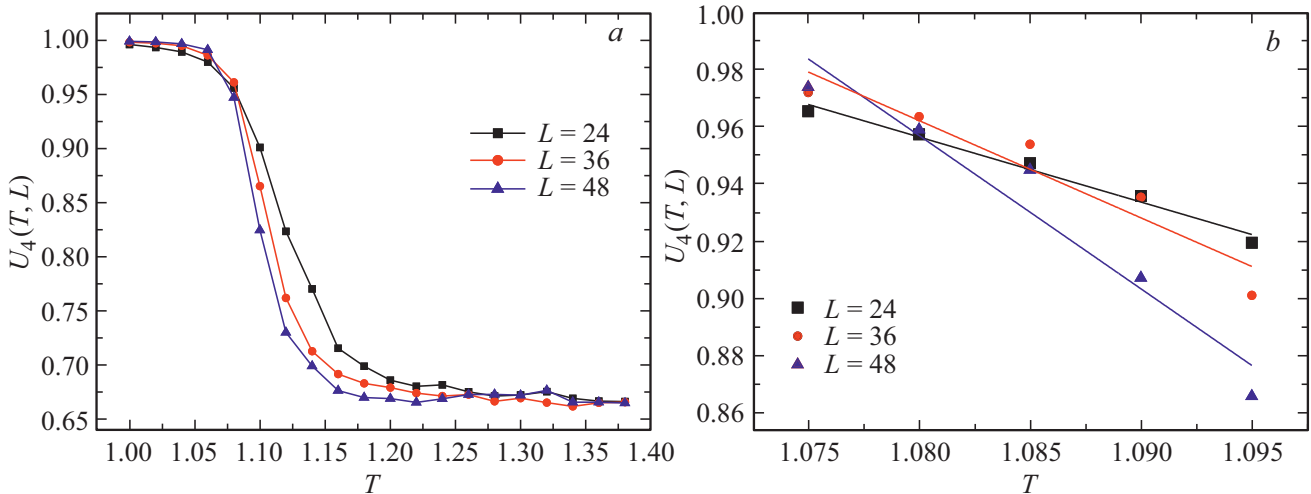 a
1.00
0.95
0.90
0.85
0.80
0.75
0.70
0.65
U4(T, L)
L = 24
L = 36
L = 48
1.00 1.05 1.10 1.15 1.20 1.25 1.30 1.35 1.40
T
b
1.00
0.98
0.96
0.94
0.92
0.90
0.88
0.86
U4(T, L)
L = 24
L = 36
L = 48
1.075 1.080 1.085 1.090 1.095
T